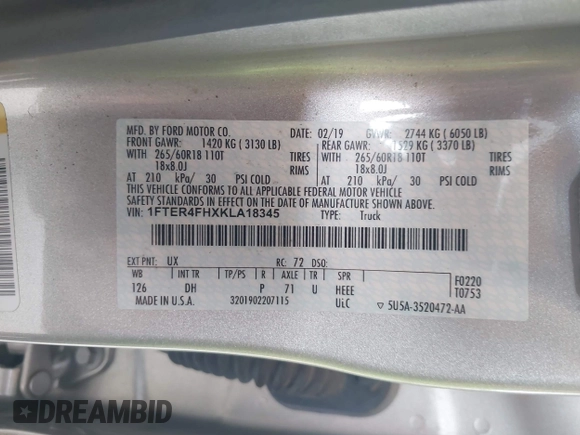 MFD. BY FORD MOTOR CO. DATE: 02/19 GVWR: 2744 KG ( 6050 LB)
FRONT GAWR: 1420 KG ( 3130 LB) REAR GAWR: 1529 KG ( 3370 LB)
WITH 265/60R18 110T TIRES WITH 265/60R18 110T TIRES
18x8.0J RIMS 18x8.0J RIMS
AT 210 kPa/ 30 PSI COLD AT 210 kPa/ 30 PSI COLD
THIS VEHICLE CONFORMS TO ALL APPLICABLE FEDERAL MOTOR VEHICLE
SAFETY STANDARDS IN EFFECT ON THE DATE OF MANUFACTURE SHOWN ABOVE.
VIN: 1FTER4FHXKLA18345 TYPE: Truck
EXT PNT: UX RC: 72 DSO:
WB INT TR TP/PS R AXLE TR SPR F0220
126 DH P 71 U HEEE T0753
MADE IN U.S.A. 3201902207115 ULC ▽ 5U5A-3520472-AA
DREAMBID